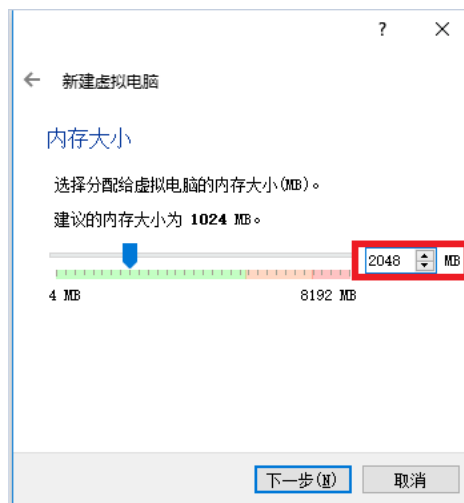 ?
新建虚拟电脑
内存大小
选择分配给虚拟电脑的内存大小(MB)。
建议的内存大小为 1024 MB。
2048 MB
4 MB 8192 MB
下一步(N) 取消